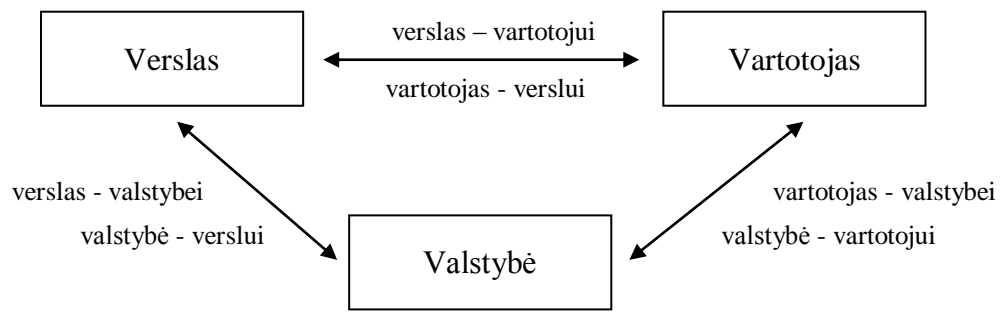 verslas – vartotojui
Verslas
Vartotojas
vartotojas - verslui
verslas - valstybei
vartotojas - valstybei
valstybė - verslui
valstybė - vartotojui
Valstybė